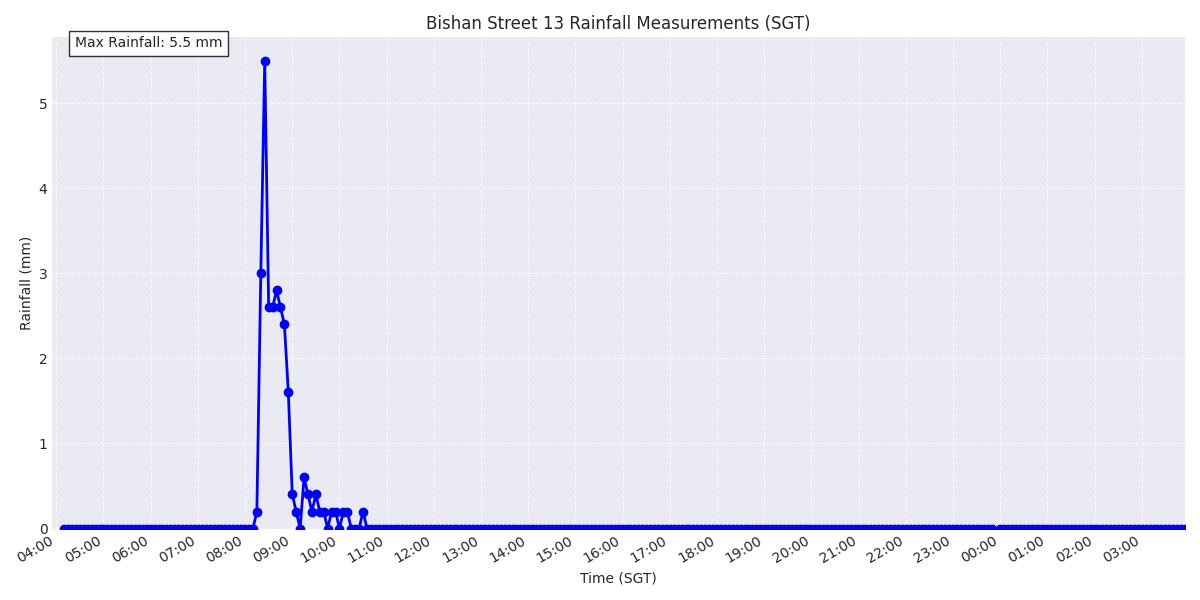 Bishan Street 13 Rainfall Measurements (SGT)
Max Rainfall: 5.5 mm
Rainfall (mm)
5
4
3
2
1
0
04:00 05:00 06:00 07:00 08:00 09:00 10:00 11:00 12:00 13:00 14:00 15:00 16:00 17:00 18:00 19:00 20:00 21:00 22:00 23:00 00:00 01:00 02:00 03:00
Time (SGT)